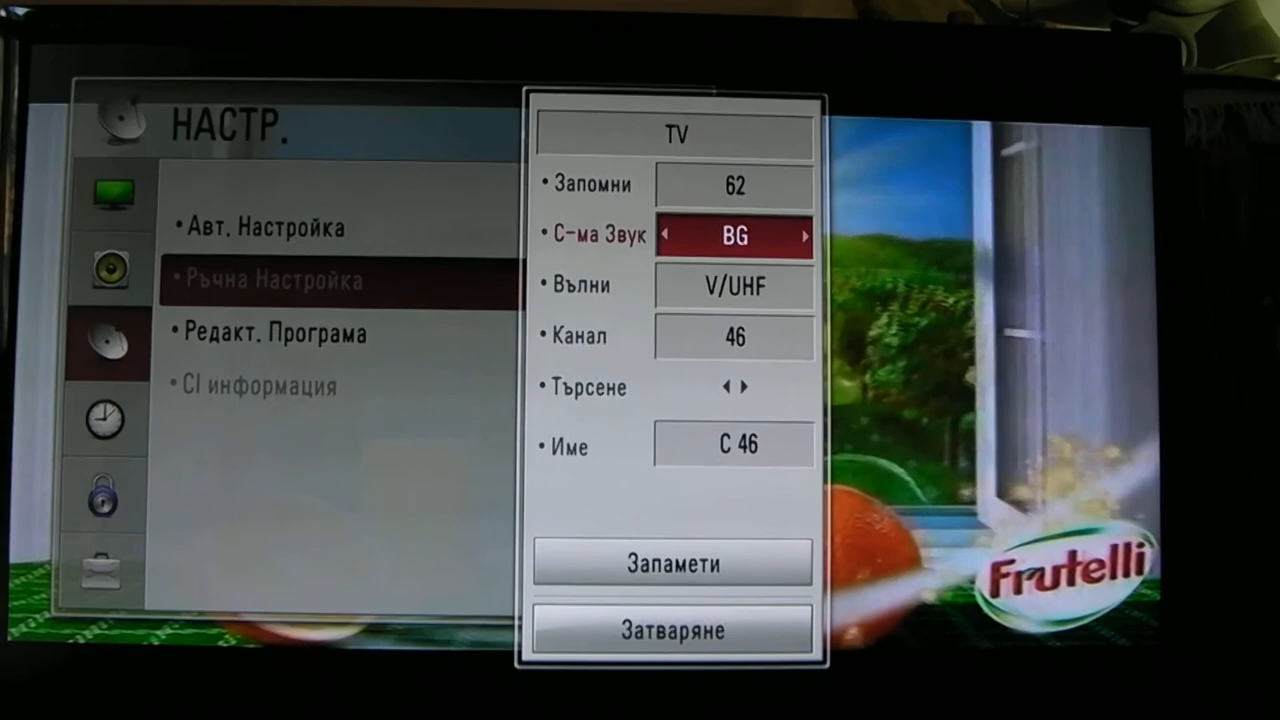 НАСТР.
• Авт. Настройка
• Ръчна Настройка
• Редакт. Програма
• CI информация
TV
• Запомни 62
• С-ма Звук BG
• Вълни V/UHF
• Канал 46
• Търсене
• Име C 46
Запамети
Затваряне
Frutelli